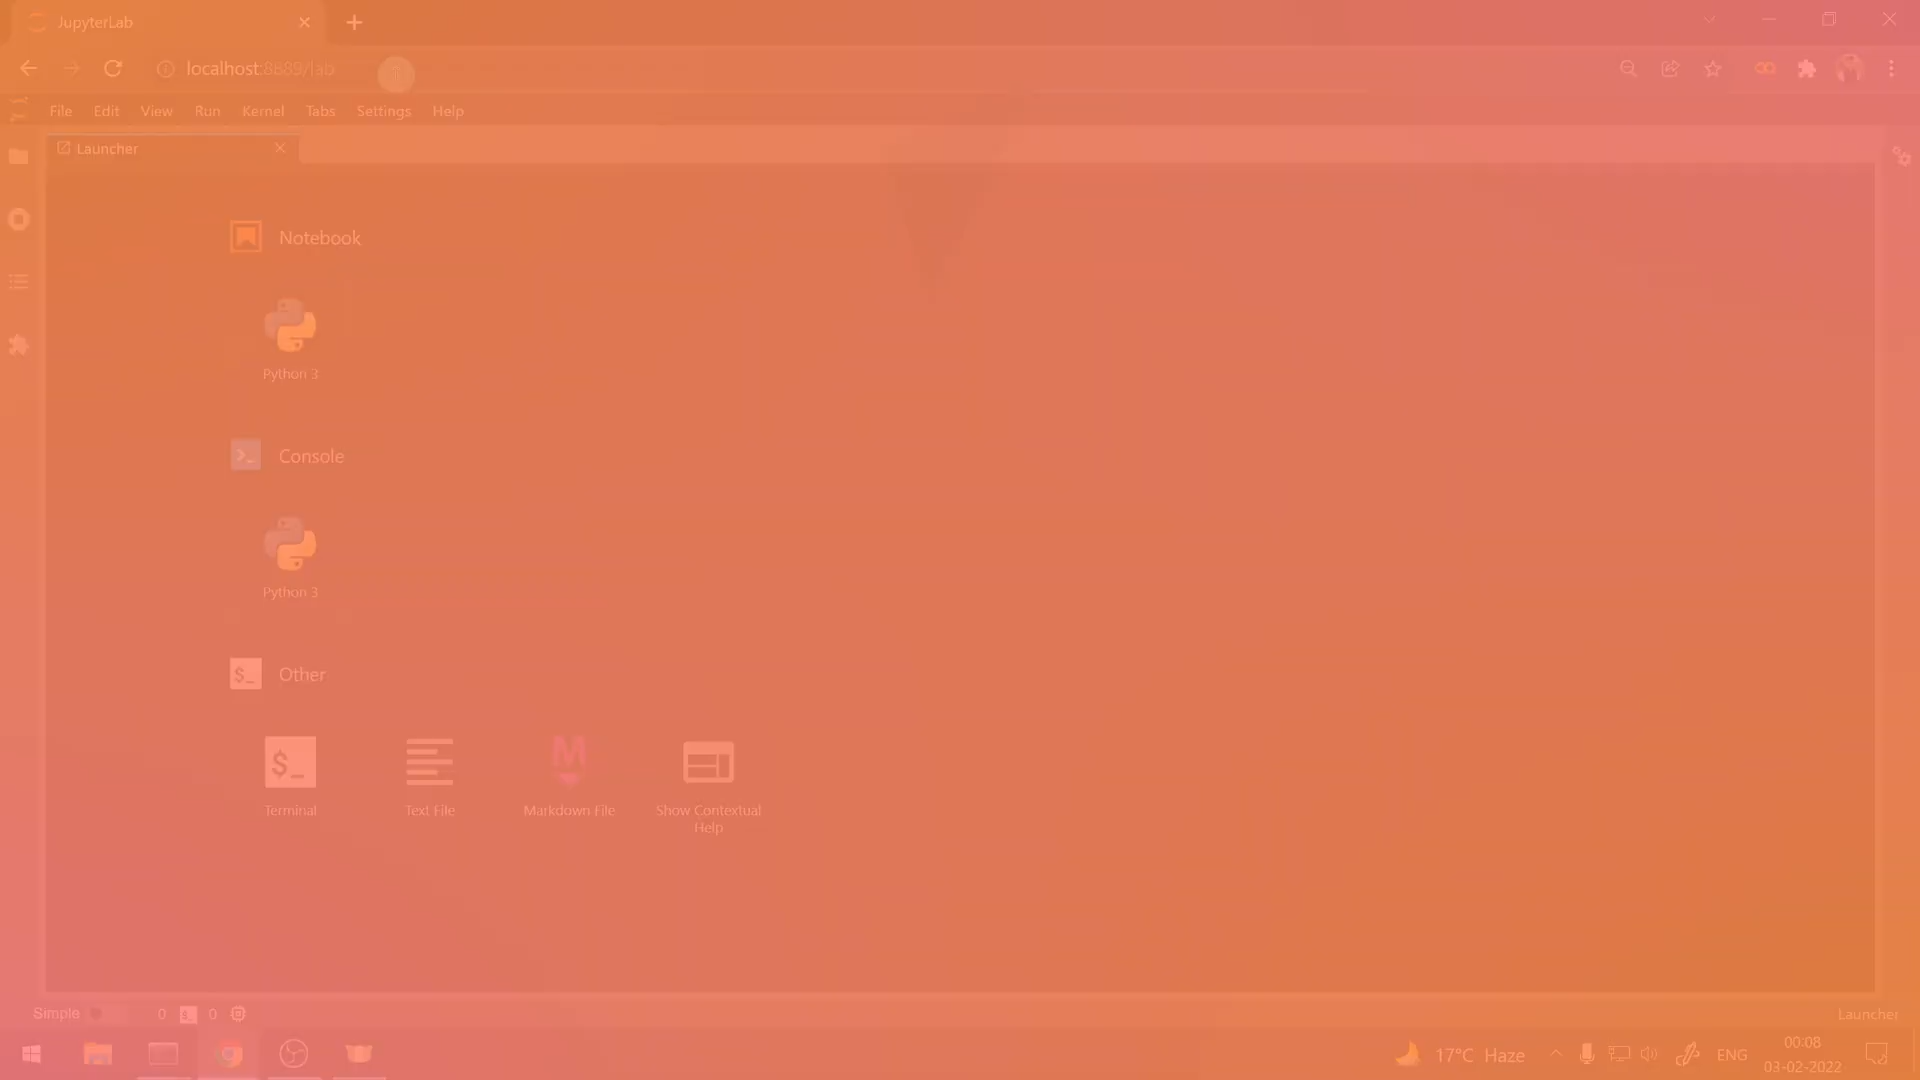 JupyterLab
localhost:8889/lab
File Edit View Run Kernel Tabs Settings Help
Launcher
Notebook
Python 3
Console
>_
Python 3
$_ Other
$_
Terminal Text File Markdown File Show Contextual
Help
Simple 0 $_ 0 Launcher
17°C Haze ENG 00:08
03-02-2022